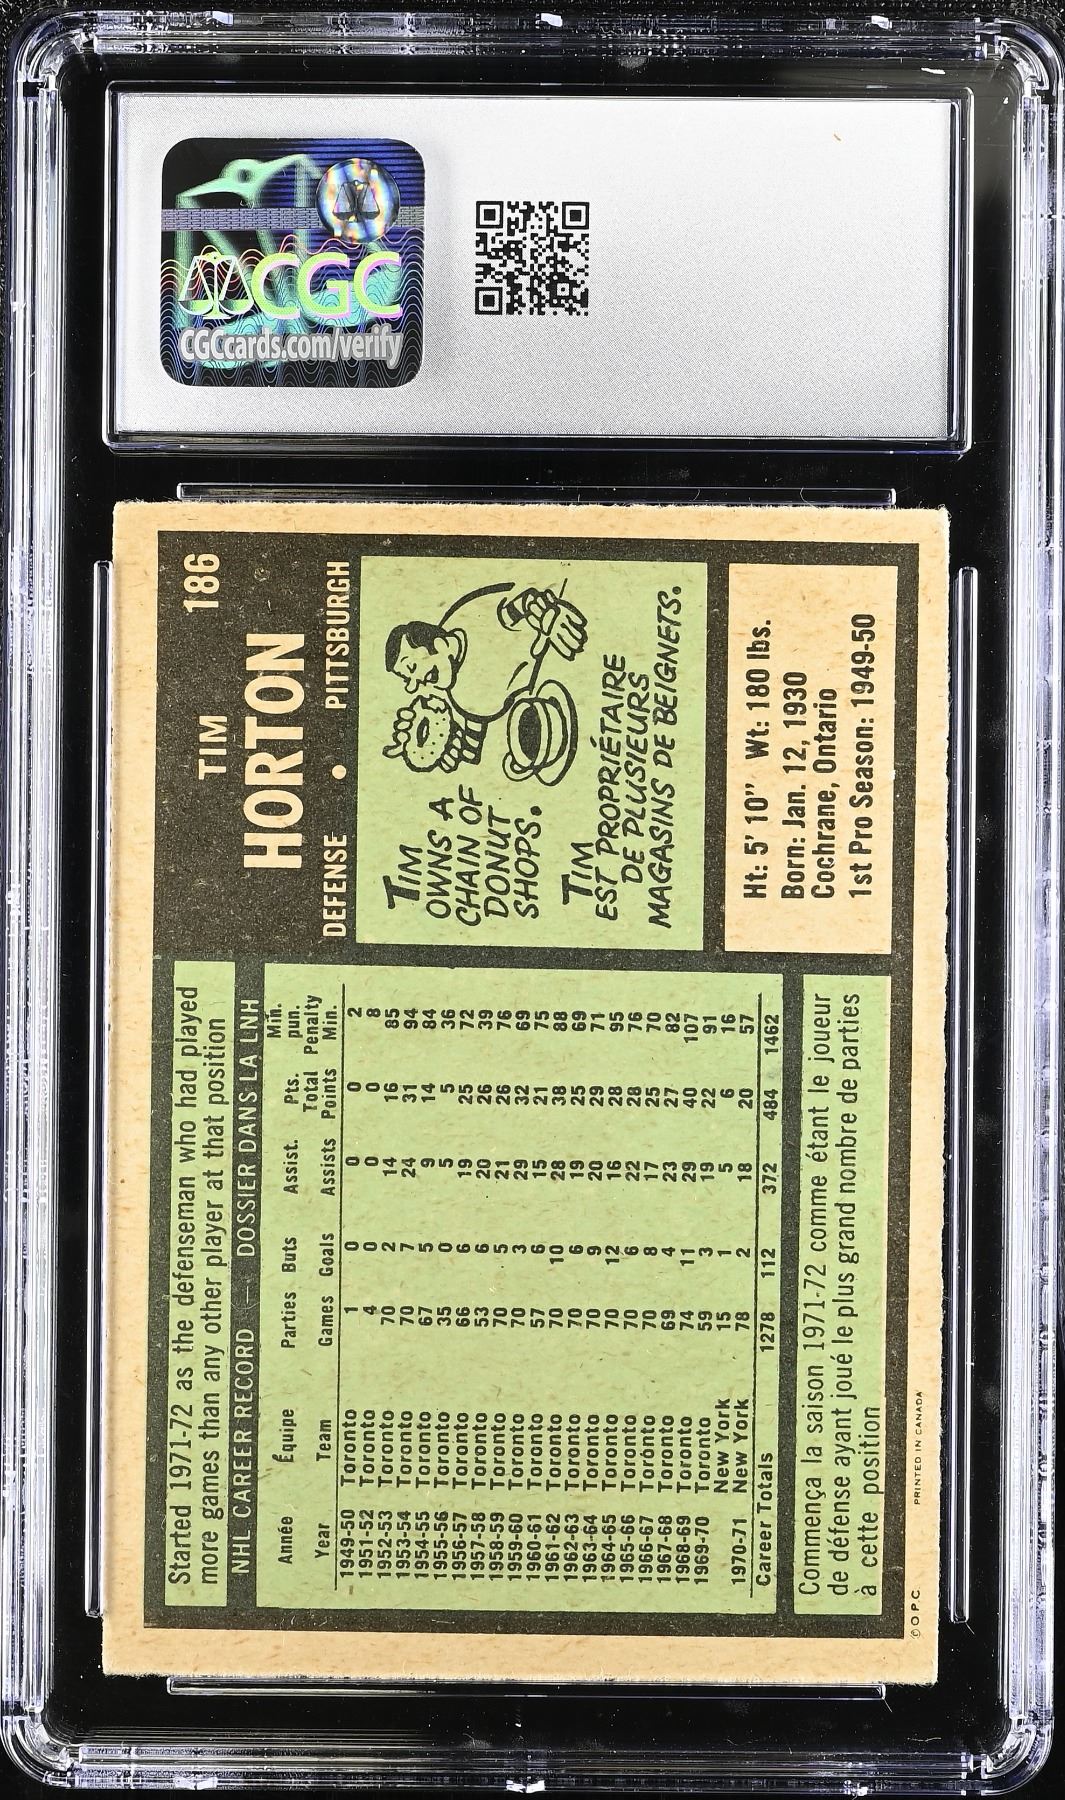 CGC
CGCcards.com/verify
186
TIM
HORTON
DEFENSE • PITTSBURGH
TIM
OWNS A
CHAIN OF
DONUT
SHOPS.
TIM
EST PROPRIÉTAIRE
DE PLUSIEURS
MAGASINS DE BEIGNETS.
Ht: 5' 10" Wt: 180 lbs.
Born: Jan. 12, 1930
Cochrane, Ontario
1st Pro Season: 1949-50
Started 1971-72 as the defenseman who had played
more games than any other player at that position
NHL CAREER RECORD — DOSSIER DANS LA LNH
Année Équipe Parties Buts Assist. Pts. Min. pun.
Year Team Games Goals Assists Total Points Penalty Min.
1949-50 Toronto 1 0 0 0 2
1951-52 Toronto 4 0 0 0 8
1952-53 Toronto 70 2 14 16 85
1953-54 Toronto 70 7 24 31 94
1954-55 Toronto 67 5 9 14 84
1955-56 Toronto 35 0 5 5 36
1956-57 Toronto 66 6 19 25 72
1957-58 Toronto 53 6 20 26 39
1958-59 Toronto 70 5 21 26 76
1959-60 Toronto 70 3 29 32 69
1960-61 Toronto 57 6 15 21 75
1961-62 Toronto 70 10 28 38 88
1962-63 Toronto 70 6 19 25 69
1963-64 Toronto 70 9 20 29 71
1964-65 Toronto 70 12 16 28 95
1965-66 Toronto 70 6 22 28 76
1966-67 Toronto 70 8 17 25 70
1967-68 Toronto 69 4 23 27 82
1968-69 Toronto 74 11 29 40 107
1969-70 Toronto 59 3 19 22 91
New York 15 1 5 6 16
1970-71 New York 78 2 18 20 57
Career Totals 1278 112 372 484 1462
Commença la saison 1971-72 comme étant le joueur
de défense ayant joué le plus grand nombre de parties
à cette position
© O.P.C. PRINTED IN CANADA